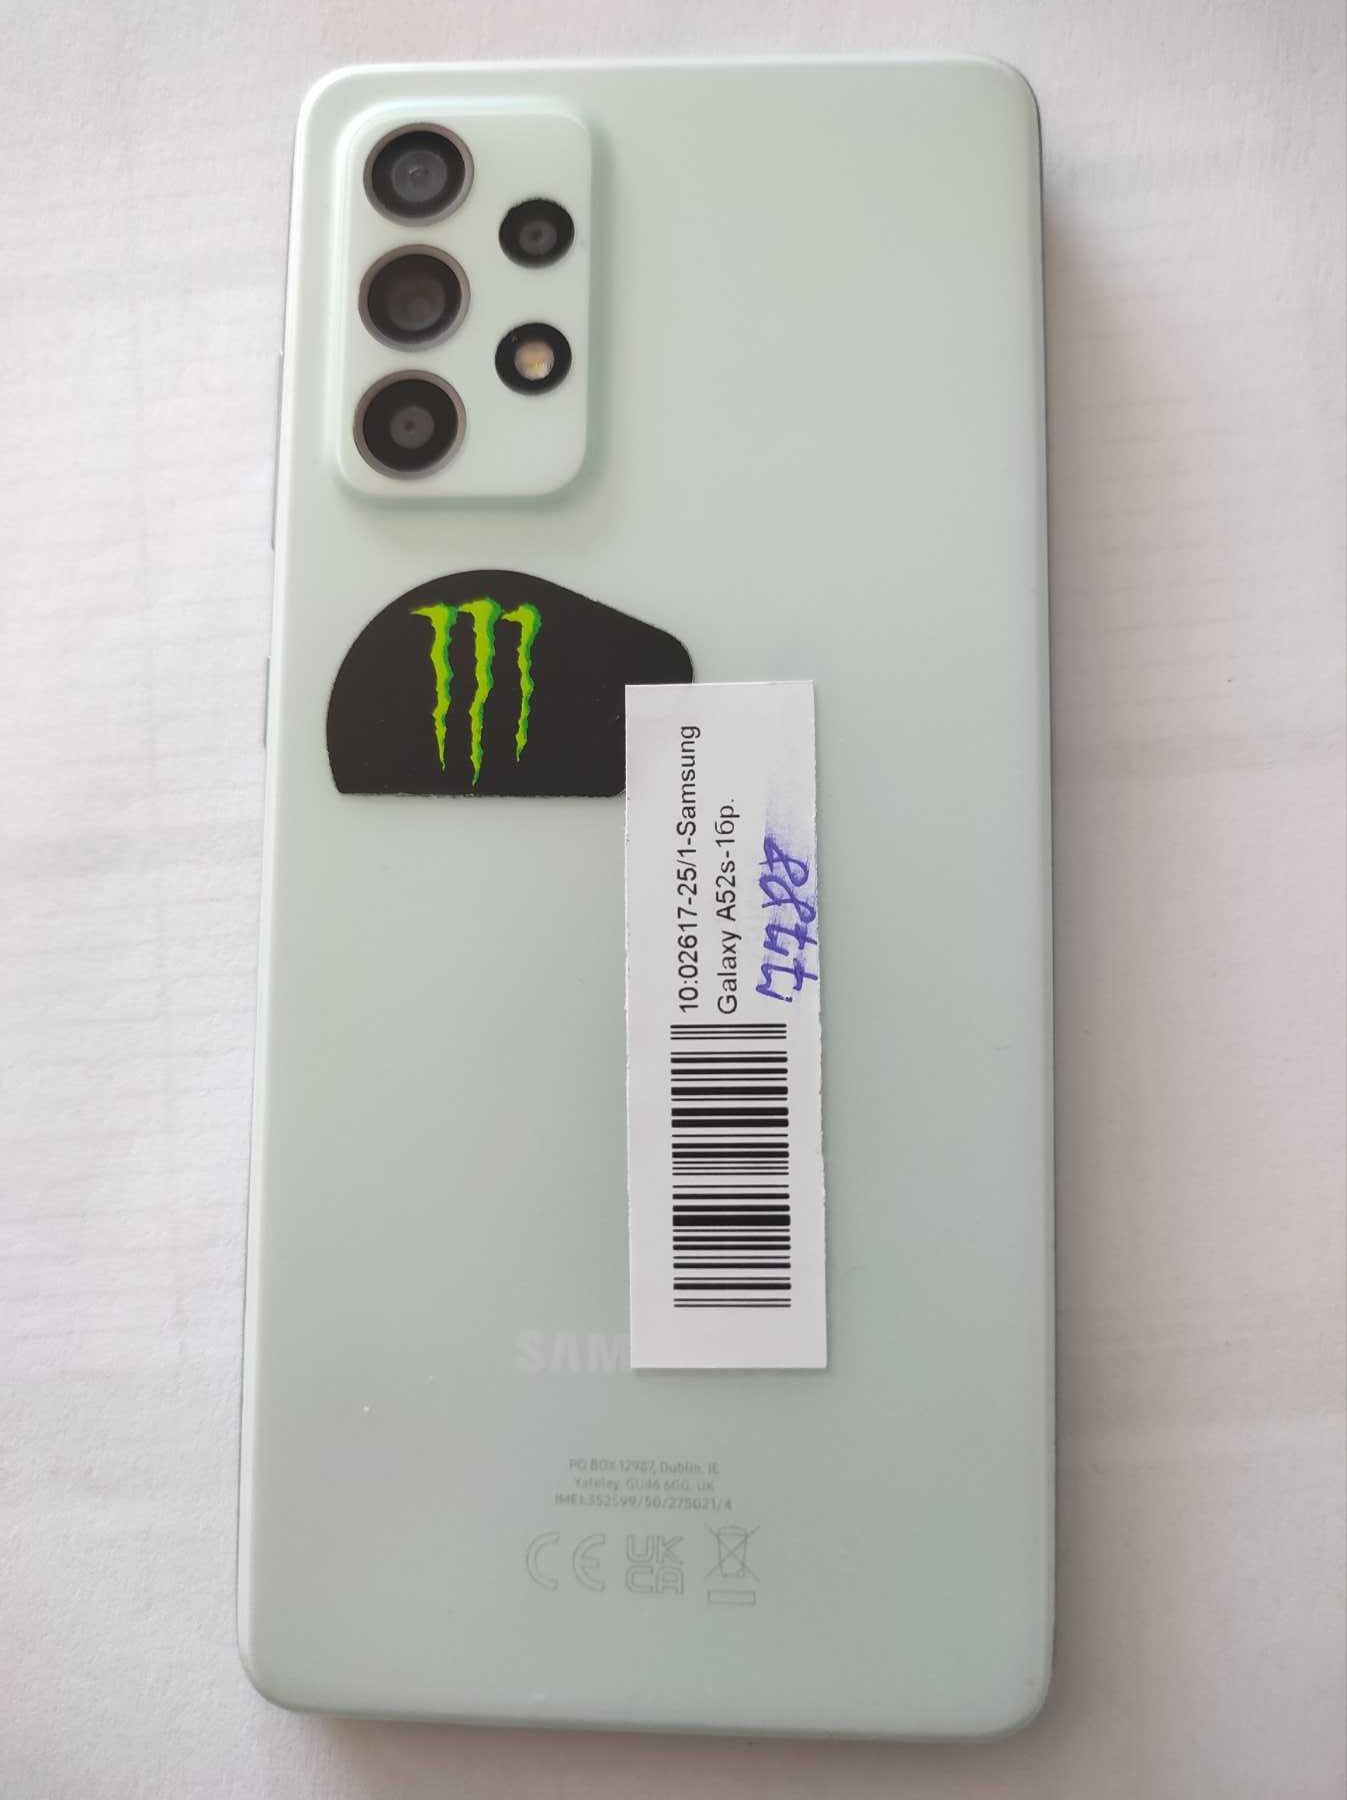 10:02617-25/1-Samsung
Galaxy A52s-1бр.
SAM
PO BOX 12987, Dublin. IE
Yateley, GU46 6GG, UK
IMEI:352599/50/275021/4
CE UK
CA